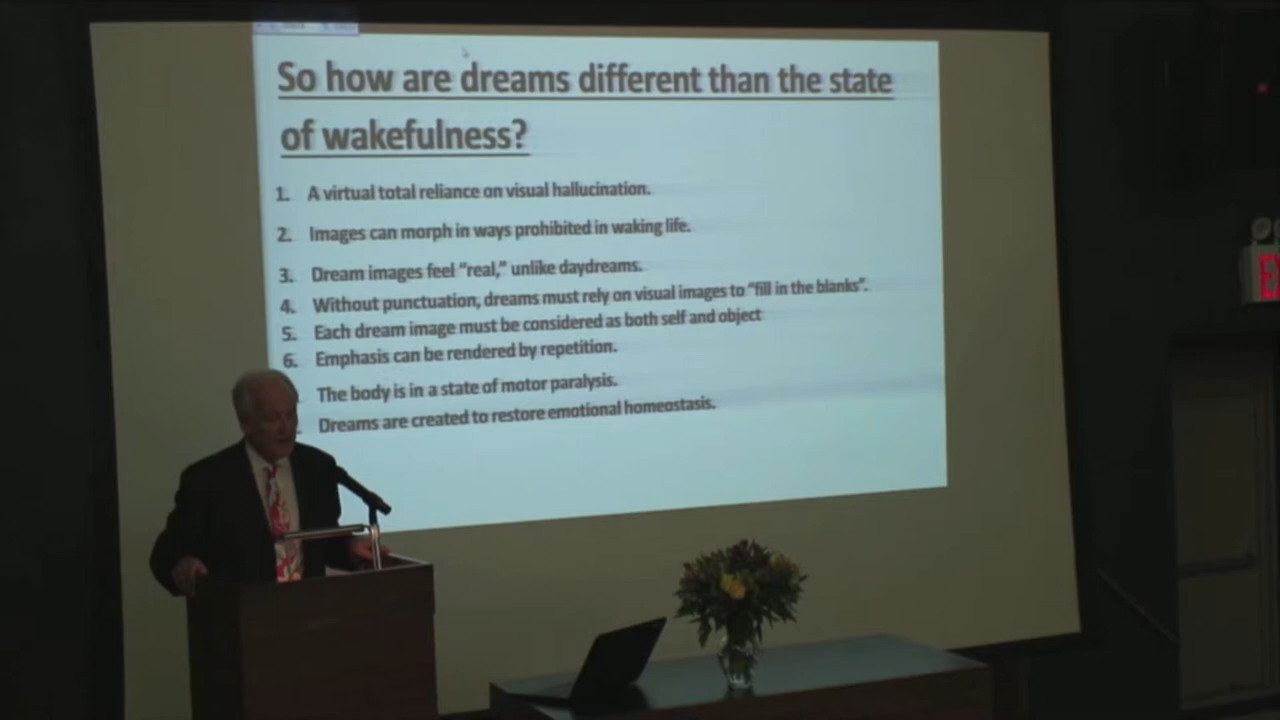 So how are dreams different than the state
of wakefulness?
1. A virtual total reliance on visual hallucination.
2. Images can morph in ways prohibited in waking life.
3. Dream images feel “real,” unlike daydreams.
4. Without punctuation, dreams must rely on visual images to “fill in the blanks”.
5. Each dream image must be considered as both self and object
6. Emphasis can be rendered by repetition.
The body is in a state of motor paralysis.
Dreams are created to restore emotional homeostasis.
E